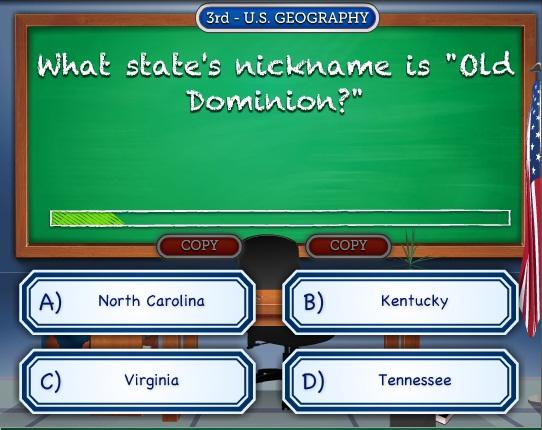 3rd - U.S. GEOGRAPHY
What state's nickname is "Old
Dominion?"
COPY COPY
A) North Carolina
B) Kentucky
C) Virginia
D) Tennessee